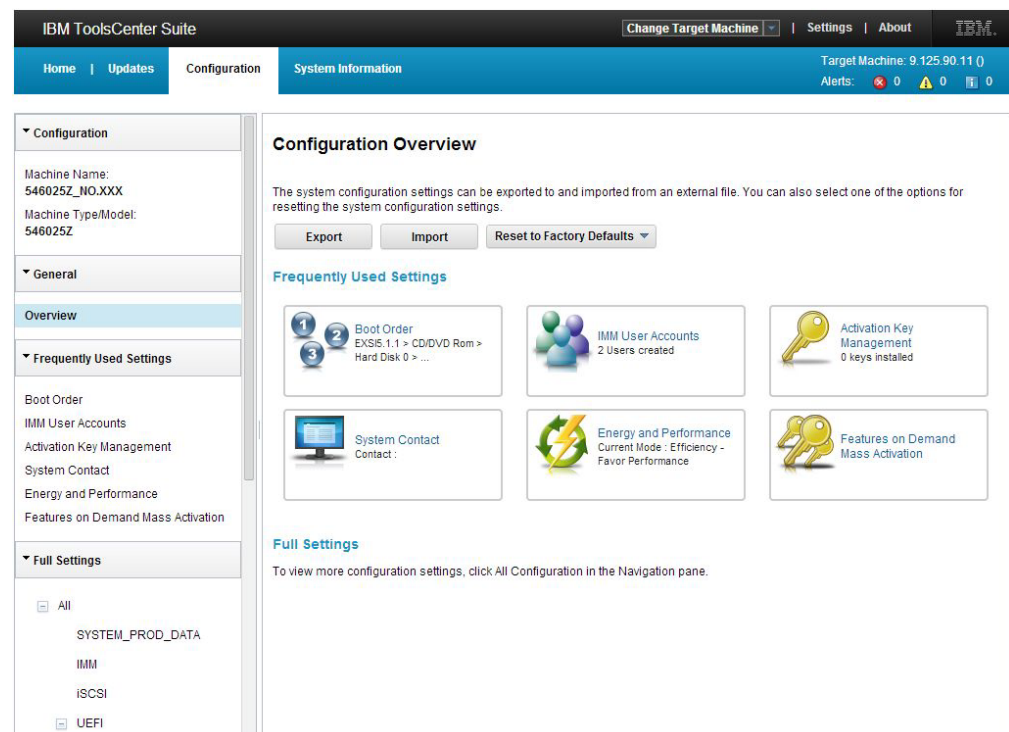 IBM ToolsCenter Suite
Change Target Machine | Settings | About
IBM.
Home | Updates Configuration System Information
Target Machine: 9.125.90.11 ()
Alerts: 0 0 0
Configuration
Machine Name:
546025Z_NO.XXX
Machine Type/Model:
546025Z
General
Overview
Frequently Used Settings
Boot Order
IMM User Accounts
Activation Key Management
System Contact
Energy and Performance
Features on Demand Mass Activation
Full Settings
All
SYSTEM_PROD_DATA
IMM
iSCSI
UEFI
Configuration Overview
The system configuration settings can be exported to and imported from an external file. You can also select one of the options for
resetting the system configuration settings.
Export Import Reset to Factory Defaults
Frequently Used Settings
1 2 3
Boot Order
EXSI5.1.1 > CD/DVD Rom >
Hard Disk 0 > ...
IMM User Accounts
2 Users created
Activation Key
Management
0 keys installed
System Contact
Contact :
Energy and Performance
Current Mode : Efficiency -
Favor Performance
Features on Demand
Mass Activation
Full Settings
To view more configuration settings, click All Configuration in the Navigation pane.